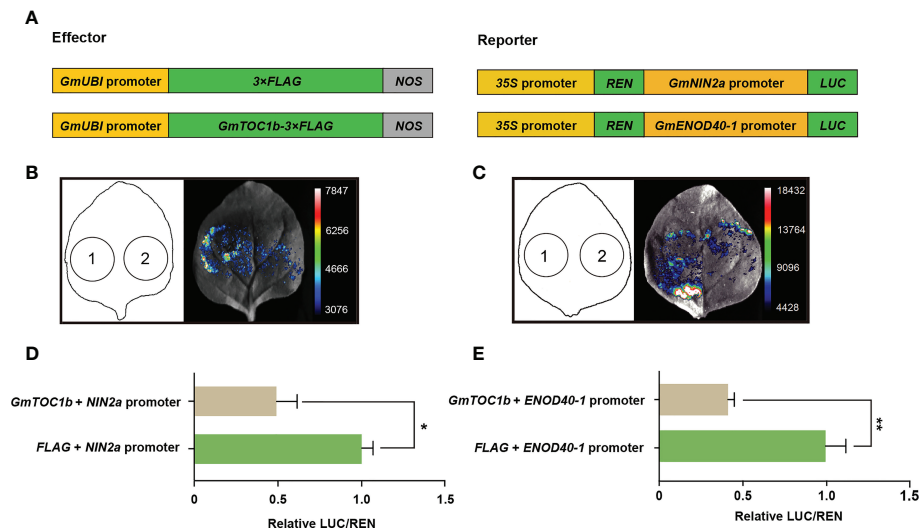 A
Effector
Reporter
GmUBI promoter 3×FLAG NOS
35S promoter REN GmNIN2a promoter LUC
GmUBI promoter GmTOC1b-3×FLAG NOS
35S promoter REN GmENOD40-1 promoter LUC
B
1 2
7847
6256
4666
3076
C
1 2
18432
13764
9096
4428
D
GmTOC1b + NIN2a promoter
FLAG + NIN2a promoter
*
0 0.5 1.0 1.5
Relative LUC/REN
E
GmTOC1b + ENOD40-1 promoter
FLAG + ENOD40-1 promoter
**
0 0.5 1.0 1.5
Relative LUC/REN